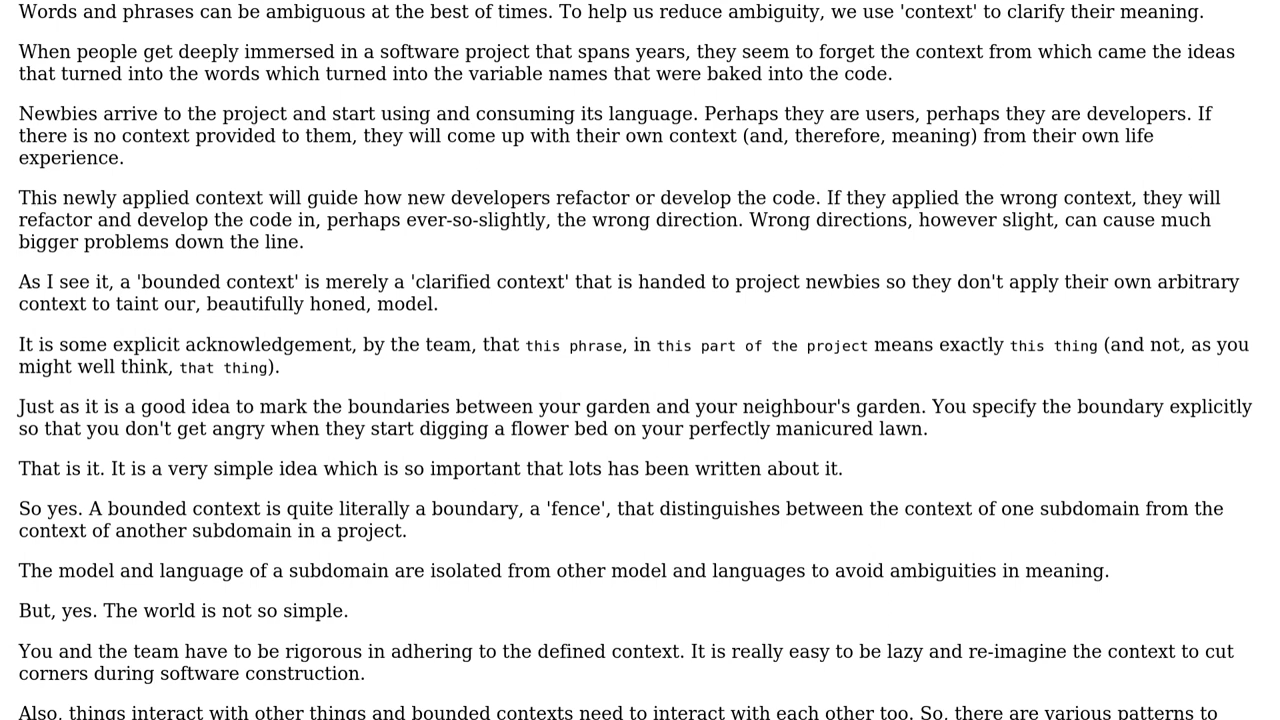 Words and phrases can be ambiguous at the best of times. To help us reduce ambiguity, we use 'context' to clarify their meaning.
When people get deeply immersed in a software project that spans years, they seem to forget the context from which came the ideas
that turned into the words which turned into the variable names that were baked into the code.
Newbies arrive to the project and start using and consuming its language. Perhaps they are users, perhaps they are developers. If
there is no context provided to them, they will come up with their own context (and, therefore, meaning) from their own life
experience.
This newly applied context will guide how new developers refactor or develop the code. If they applied the wrong context, they will
refactor and develop the code in, perhaps ever-so-slightly, the wrong direction. Wrong directions, however slight, can cause much
bigger problems down the line.
As I see it, a 'bounded context' is merely a 'clarified context' that is handed to project newbies so they don't apply their own arbitrary
context to taint our, beautifully honed, model.
It is some explicit acknowledgement, by the team, that this phrase, in this part of the project means exactly this thing (and not, as you
might well think, that thing).
Just as it is a good idea to mark the boundaries between your garden and your neighbour's garden. You specify the boundary explicitly
so that you don't get angry when they start digging a flower bed on your perfectly manicured lawn.
That is it. It is a very simple idea which is so important that lots has been written about it.
So yes. A bounded context is quite literally a boundary, a 'fence', that distinguishes between the context of one subdomain from the
context of another subdomain in a project.
The model and language of a subdomain are isolated from other model and languages to avoid ambiguities in meaning.
But, yes. The world is not so simple.
You and the team have to be rigorous in adhering to the defined context. It is really easy to be lazy and re-imagine the context to cut
corners during software construction.
Also, things interact with other things and bounded contexts need to interact with each other too. So, there are various patterns to